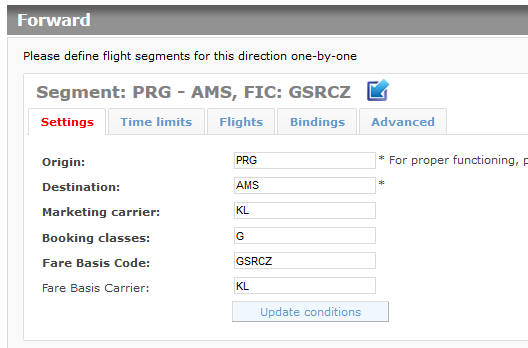 Forward
Please define flight segments for this direction one-by-one
Segment: PRG - AMS, FIC: GSRCZ
Settings Time limits Flights Bindings Advanced
Origin: PRG * For proper functioning, p
Destination: AMS *
Marketing carrier: KL
Booking classes: G
Fare Basis Code: GSRCZ
Fare Basis Carrier: KL
Update conditions